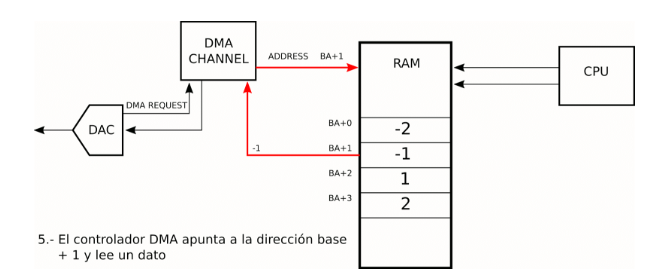 DMA
CHANNEL
ADDRESS BA+1
RAM
CPU
DMA REQUEST
DAC
BA+0
-2
-1
BA+1
-1
BA+2
1
BA+3
2
5.- El controlador DMA apunta a la dirección base
+ 1 y lee un dato